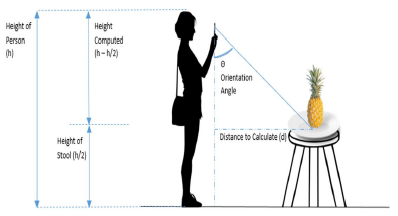 Height of
Person
(h)
Height
Computed
(h – h/2)
Height of
Stool (h/2)
Θ
Orientation
Angle
Distance to Calculate (d)